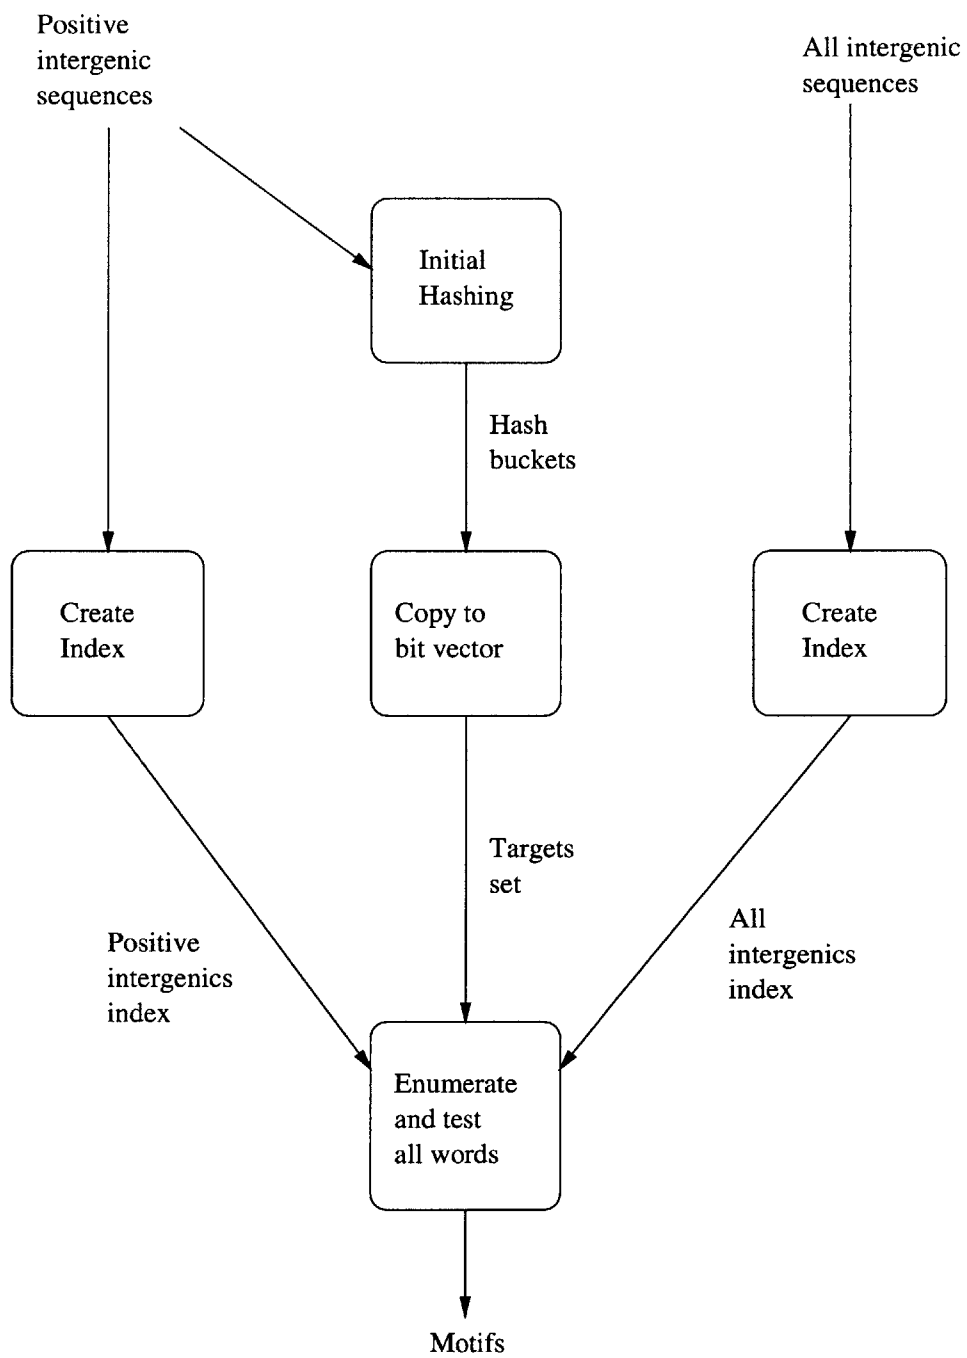 Positive
intergenic
sequences
All intergenic
sequences
Initial
Hashing
Hash
buckets
Create
Index
Copy to
bit vector
Create
Index
Targets
set
Positive
intergenics
index
All
intergenics
index
Enumerate
and test
all words
Motifs